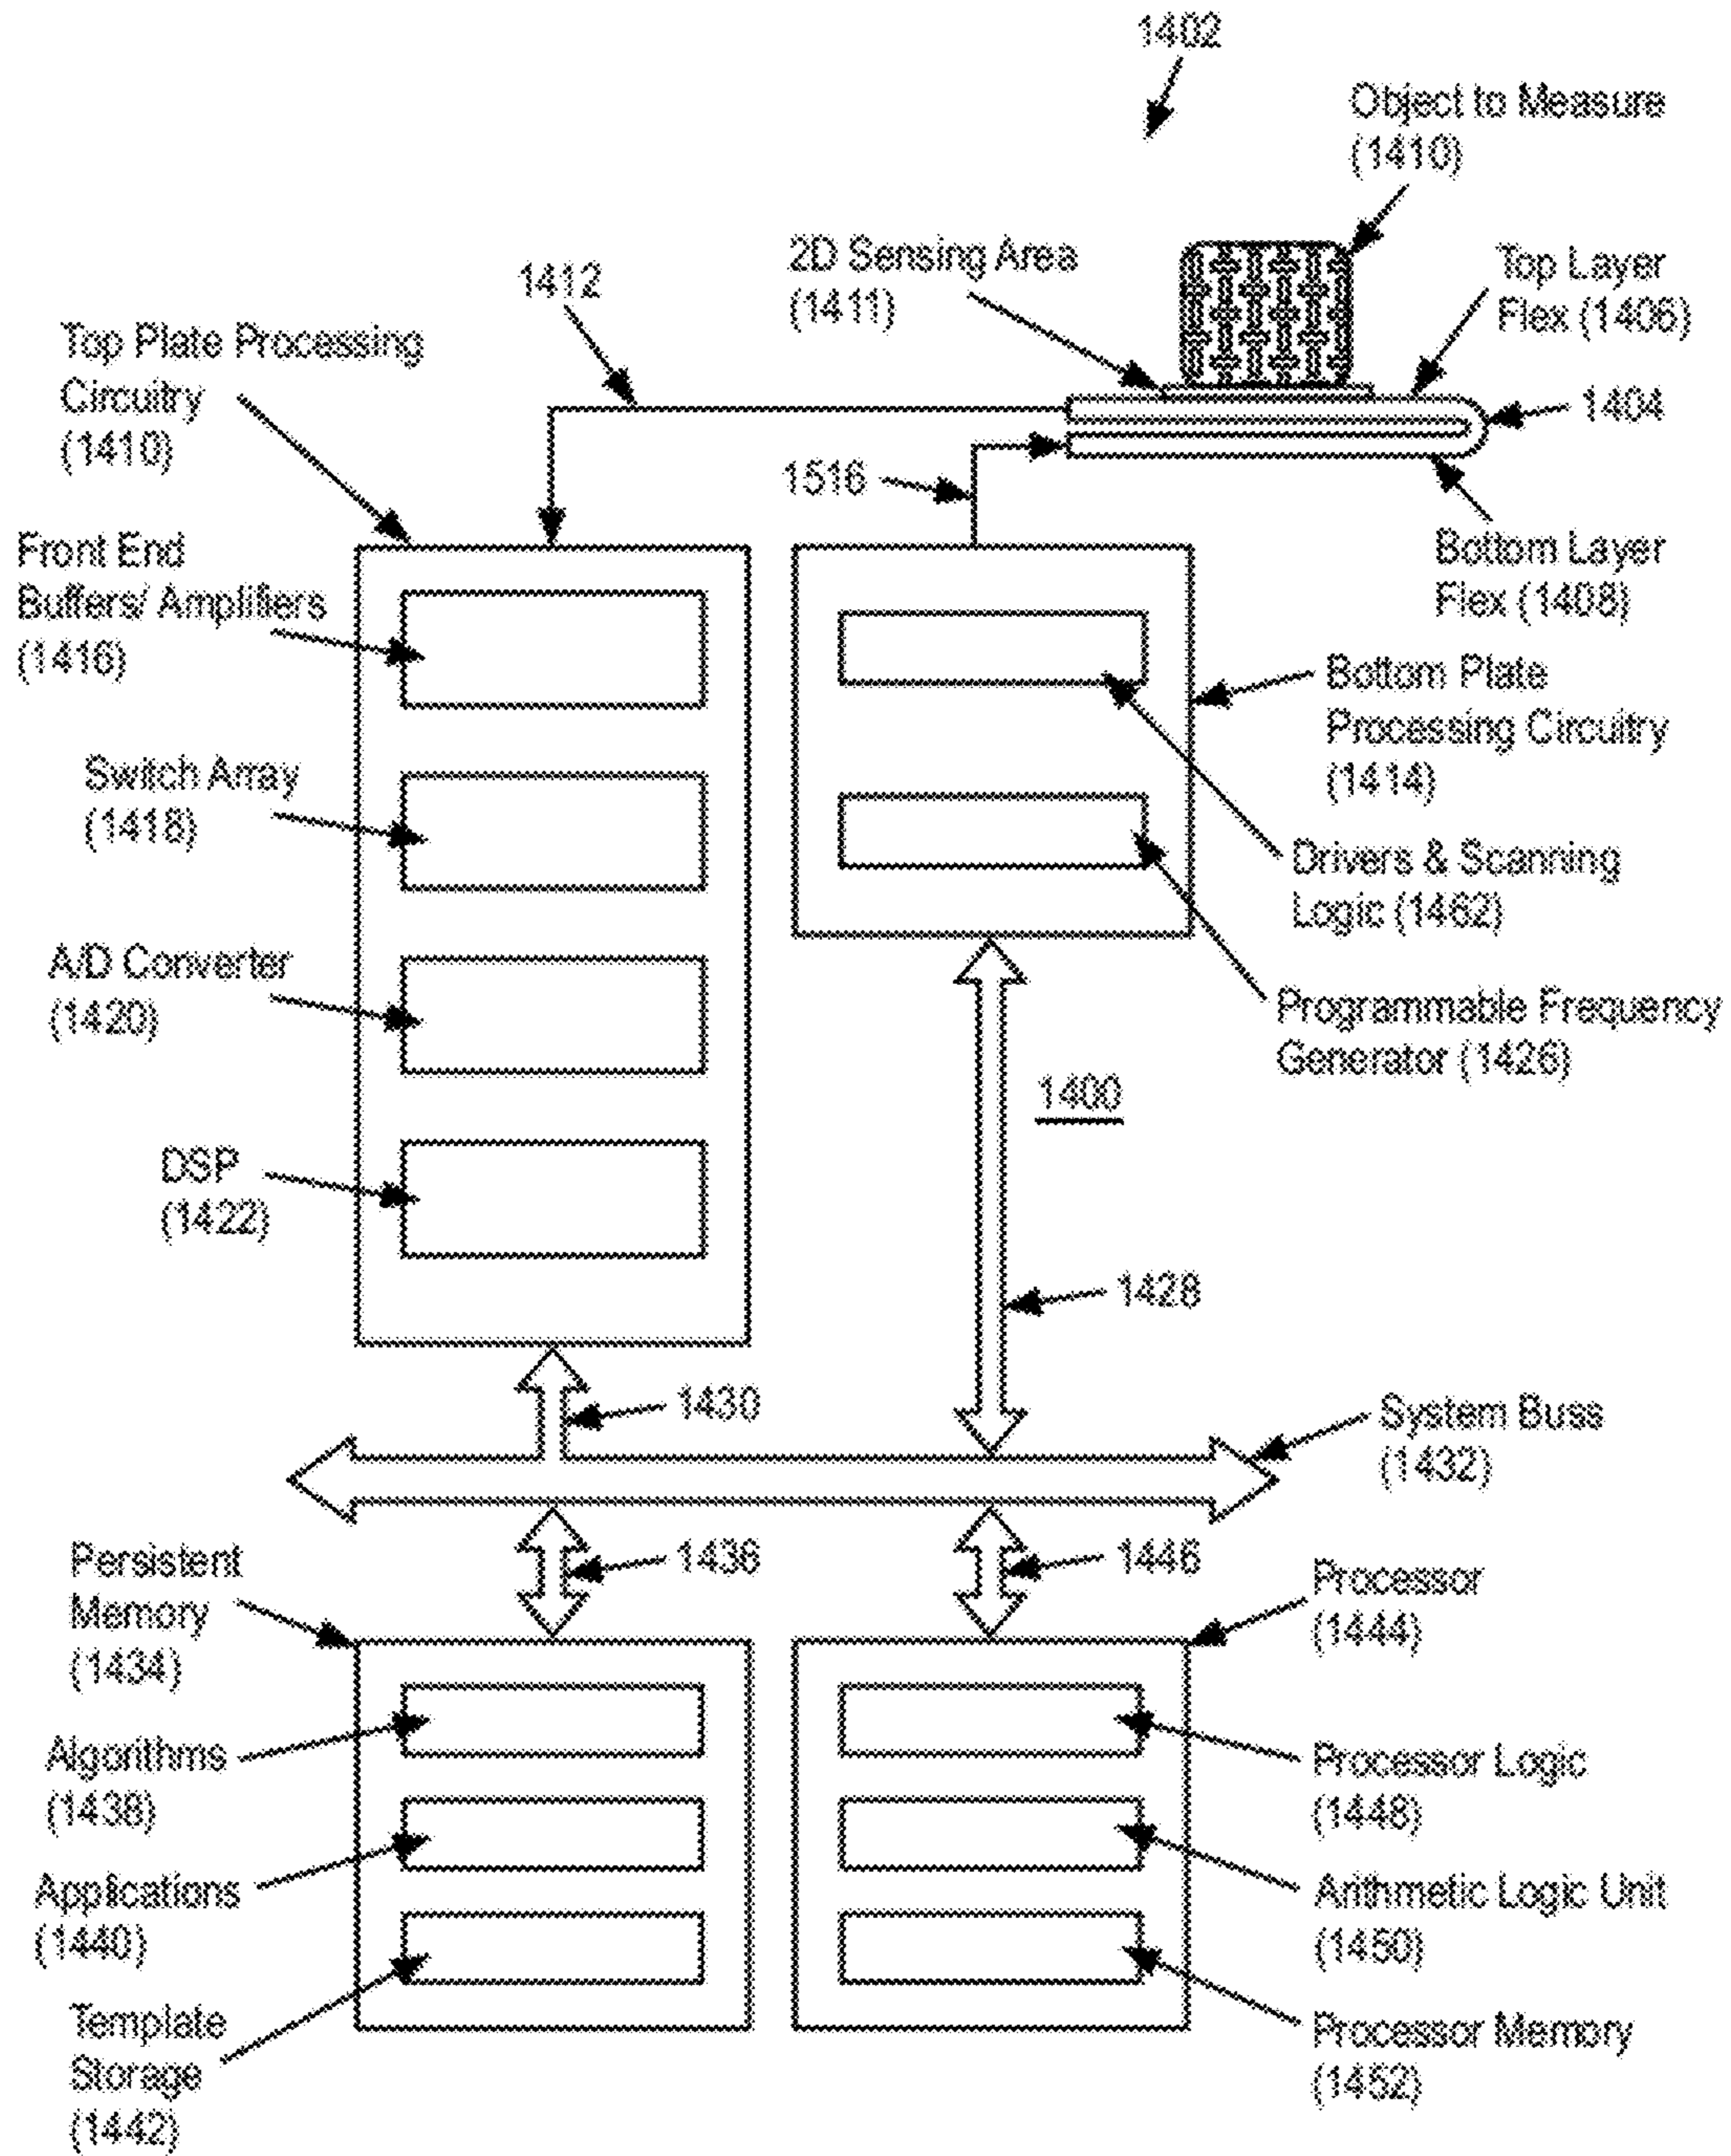 1402
Object to Measure
(1410)
2D Sensing Area
(1411)
Top Layer
Flex (1406)
1412
Top Plate Processing
Circuitry
(1410)
1404
1516
Bottom Layer
Flex (1408)
Front End
Buffers/ Amplifiers
(1416)
Bottom Plate
Processing Circuitry
(1414)
Switch Array
(1418)
Drivers & Scanning
Logic (1462)
A/D Converter
(1420)
Programmable Frequency
Generator (1426)
1400
DSP
(1422)
1428
1430
System Buss
(1432)
Persistent
Memory
(1434)
1436
1446
Processor
(1444)
Algorithms
(1438)
Processor Logic
(1448)
Applications
(1440)
Arithmetic Logic Unit
(1450)
Template
Storage
(1442)
Processor Memory
(1452)